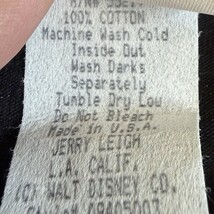 100% COTTON
Machine Wash Cold
Inside Out
Wash Darks
Separately
Tumble Dry Low
Do Not Bleach
Made in U.S.A.
JERRY LEIGH
L.A. CALIF.
(C) WALT DISNEY CO.